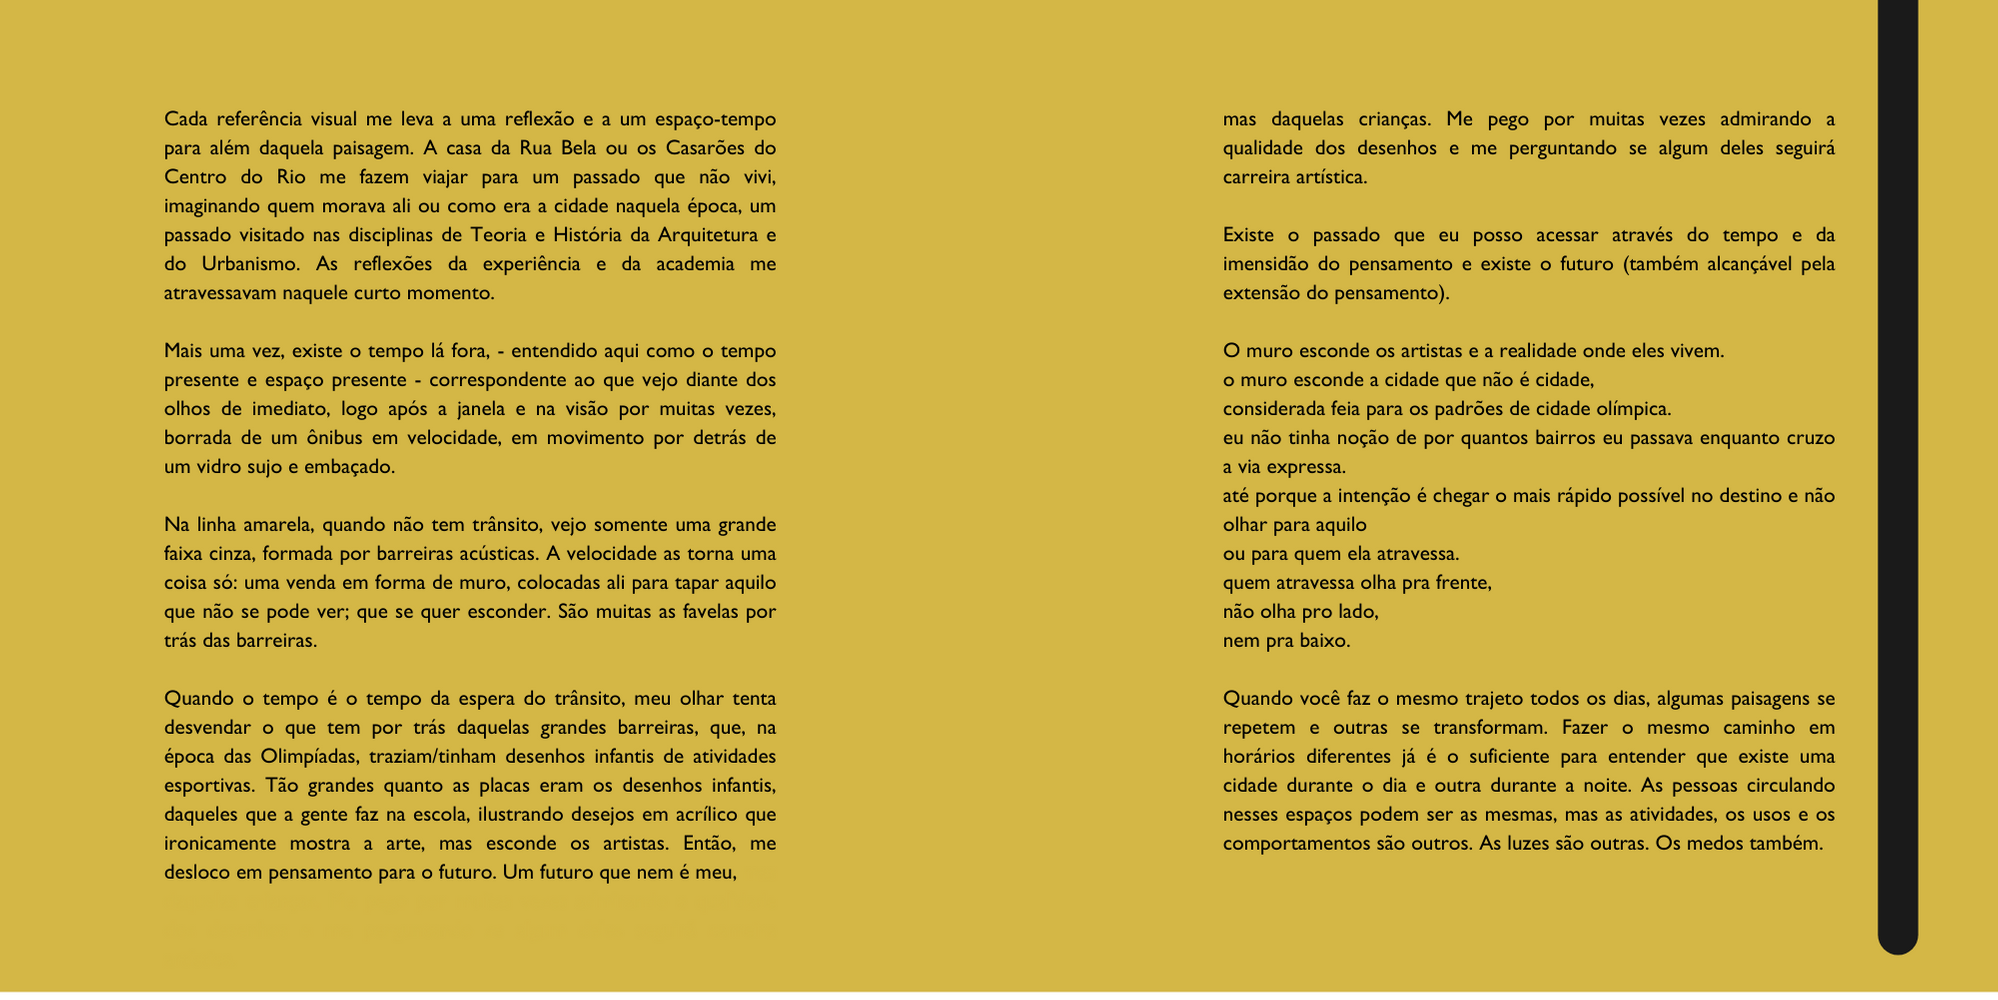 Cada referência visual me leva a uma reflexão e a um espaço-tempo
para além daquela paisagem. A casa da Rua Bela ou os Casarões do
Centro do Rio me fazem viajar para um passado que não vivi,
imaginando quem morava ali ou como era a cidade naquela época, um
passado visitado nas disciplinas de Teoria e História da Arquitetura e
do Urbanismo. As reflexões da experiência e da academia me
atravessavam naquele curto momento.
Mais uma vez, existe o tempo lá fora, - entendido aqui como o tempo
presente e espaço presente - correspondente ao que vejo diante dos
olhos de imediato, logo após a janela e na visão por muitas vezes,
borrada de um ônibus em velocidade, em movimento por detrás de
um vidro sujo e embaçado.
Na linha amarela, quando não tem trânsito, vejo somente uma grande
faixa cinza, formada por barreiras acústicas. A velocidade as torna uma
coisa só: uma venda em forma de muro, colocadas ali para tapar aquilo
que não se pode ver; que se quer esconder. São muitas as favelas por
trás das barreiras.
Quando o tempo é o tempo da espera do trânsito, meu olhar tenta
desvendar o que tem por trás daquelas grandes barreiras, que, na
época das Olimpíadas, traziam/tinham desenhos infantis de atividades
esportivas. Tão grandes quanto as placas eram os desenhos infantis,
daqueles que a gente faz na escola, ilustrando desejos em acrílico que
ironicamente mostra a arte, mas esconde os artistas. Então, me
desloco em pensamento para o futuro. Um futuro que nem é meu,
mas daquelas crianças. Me pego por muitas vezes admirando a
qualidade dos desenhos e me perguntando se algum deles seguirá
carreira artística.
Existe o passado que eu posso acessar através do tempo e da
imensidão do pensamento e existe o futuro (também alcançável pela
extensão do pensamento).
O muro esconde os artistas e a realidade onde eles vivem.
o muro esconde a cidade que não é cidade,
considerada feia para os padrões de cidade olímpica.
eu não tinha noção de por quantos bairros eu passava enquanto cruzo
a via expressa.
até porque a intenção é chegar o mais rápido possível no destino e não
olhar para aquilo
ou para quem ela atravessa.
quem atravessa olha pra frente,
não olha pro lado,
nem pra baixo.
Quando você faz o mesmo trajeto todos os dias, algumas paisagens se
repetem e outras se transformam. Fazer o mesmo caminho em
horários diferentes já é o suficiente para entender que existe uma
cidade durante o dia e outra durante a noite. As pessoas circulando
nesses espaços podem ser as mesmas, mas as atividades, os usos e os
comportamentos são outros. As luzes são outras. Os medos também.